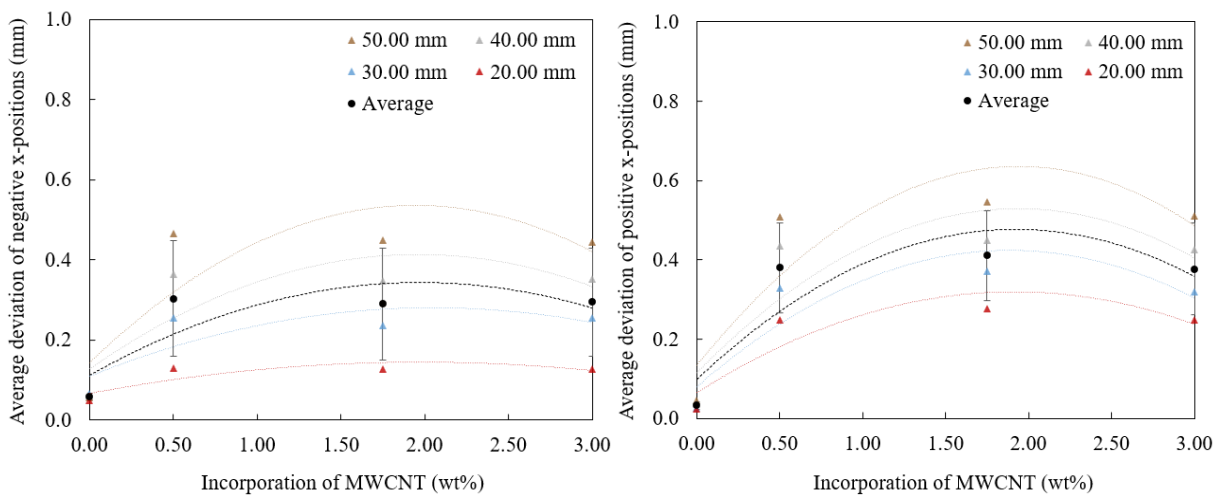 Average deviation of negative x-positions (mm)
1.0
0.8
0.6
0.4
0.2
0.0
50.00 mm 40.00 mm
30.00 mm 20.00 mm
Average
0.00 0.50 1.00 1.50 2.00 2.50 3.00
Incorporation of MWCNT (wt%)
Average deviation of positive x-positions (mm)
1.0
0.8
0.6
0.4
0.2
0.0
50.00 mm 40.00 mm
30.00 mm 20.00 mm
Average
0.00 0.50 1.00 1.50 2.00 2.50 3.00
Incorporation of MWCNT (wt%)